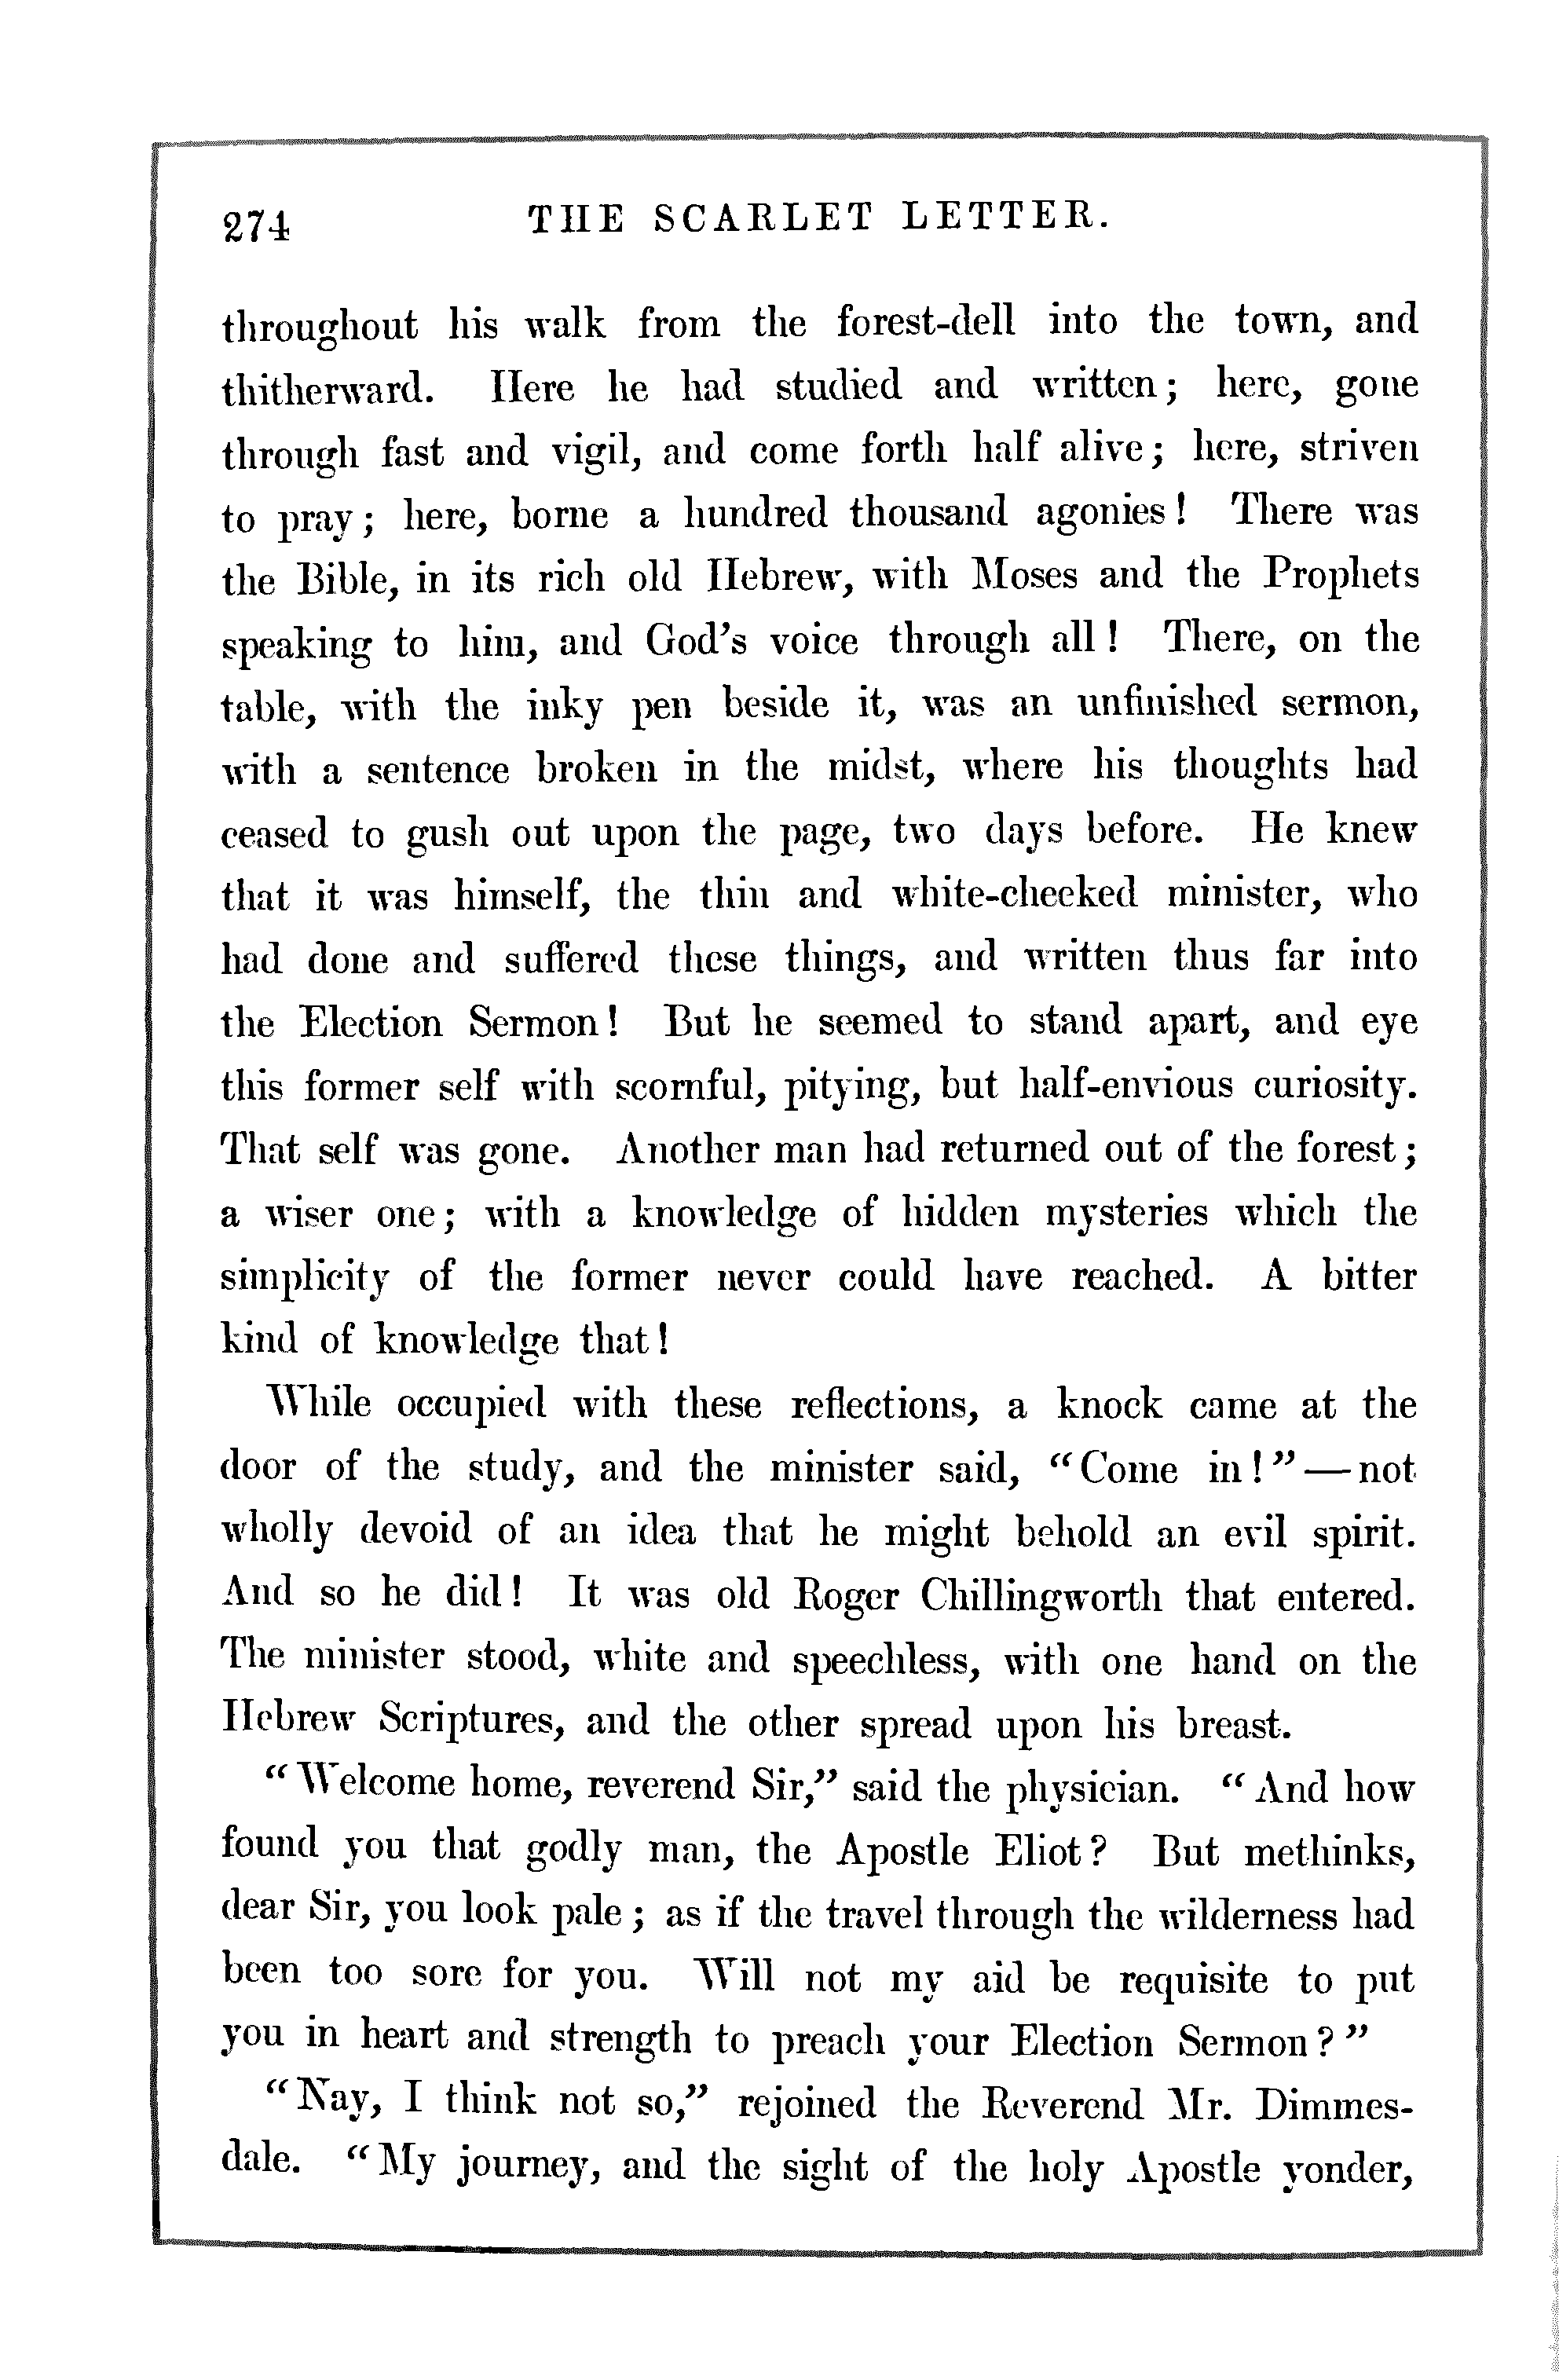 274 THE SCARLET LETTER.
throughout his walk from the forest-dell into the town, and
thitherward. Here he had studied and written; here, gone
through fast and vigil, and come forth half alive; here, striven
to pray; here, borne a hundred thousand agonies! There was
the Bible, in its rich old Hebrew, with Moses and the Prophets
speaking to him, and God's voice through all! There, on the
table, with the inky pen beside it, was an unfinished sermon,
with a sentence broken in the midst, where his thoughts had
ceased to gush out upon the page, two days before. He knew
that it was himself, the thin and white-cheeked minister, who
had done and suffered these things, and written thus far into
the Election Sermon! But he seemed to stand apart, and eye
this former self with scornful, pitying, but half-envious curiosity.
That self was gone. Another man had returned out of the forest;
a wiser one; with a knowledge of hidden mysteries which the
simplicity of the former never could have reached. A bitter
kind of knowledge that!
While occupied with these reflections, a knock came at the
door of the study, and the minister said, "Come in!"—not
wholly devoid of an idea that he might behold an evil spirit.
And so he did! It was old Roger Chillingworth that entered.
The minister stood, white and speechless, with one hand on the
Hebrew Scriptures, and the other spread upon his breast.
"Welcome home, reverend Sir," said the physician. "And how
found you that godly man, the Apostle Eliot? But methinks,
dear Sir, you look pale; as if the travel through the wilderness had
been too sore for you. Will not my aid be requisite to put
you in heart and strength to preach your Election Sermon?"
"Nay, I think not so," rejoined the Reverend Mr. Dimmes-
dale. "My journey, and the sight of the holy Apostle yonder,